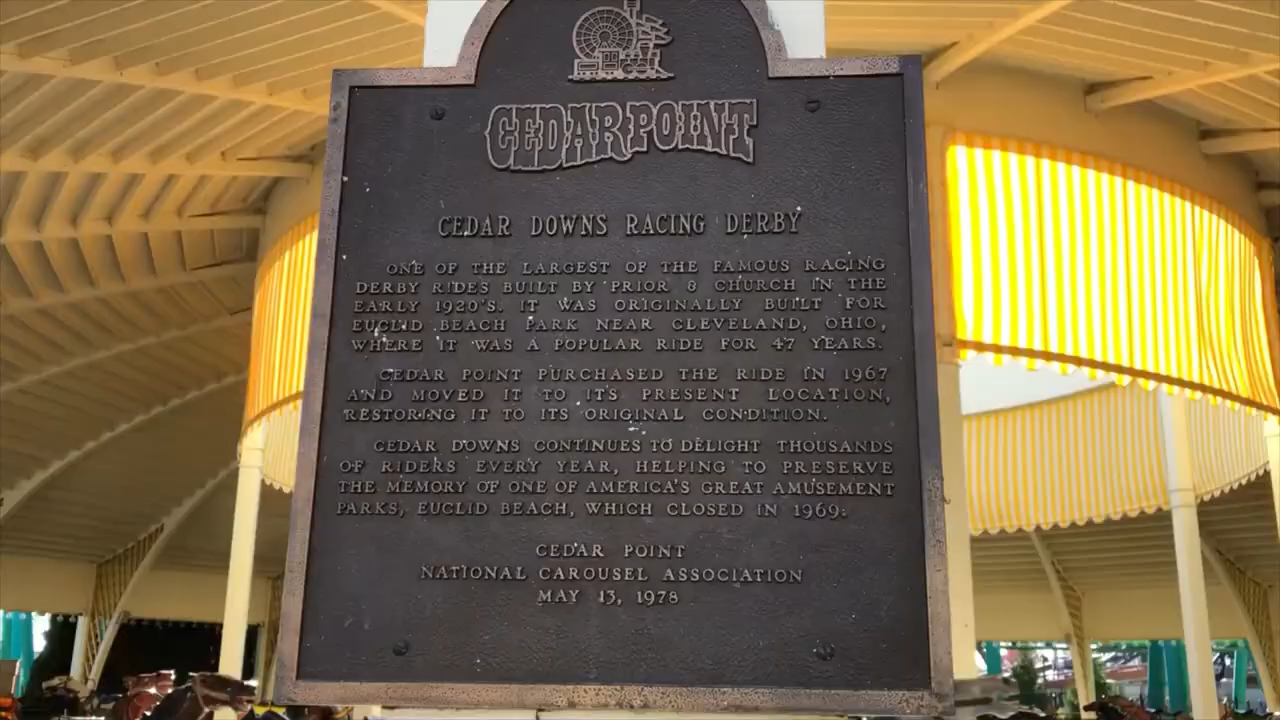 CEDAR POINT
CEDAR DOWNS RACING DERBY
ONE OF THE LARGEST OF THE FAMOUS RACING
DERBY RIDES BUILT BY PRIOR & CHURCH IN THE
EARLY 1920'S. IT WAS ORIGINALLY BUILT FOR
EUCLID BEACH PARK NEAR CLEVELAND, OHIO,
WHERE IT WAS A POPULAR RIDE FOR 47 YEARS.
CEDAR POINT PURCHASED THE RIDE IN 1967
AND MOVED IT TO ITS PRESENT LOCATION,
RESTORING IT TO ITS ORIGINAL CONDITION.
CEDAR DOWNS CONTINUES TO DELIGHT THOUSANDS
OF RIDERS EVERY YEAR, HELPING TO PRESERVE
THE MEMORY OF ONE OF AMERICA'S GREAT AMUSEMENT
PARKS, EUCLID BEACH, WHICH CLOSED IN 1969.
CEDAR POINT
NATIONAL CAROUSEL ASSOCIATION
MAY 13, 1978